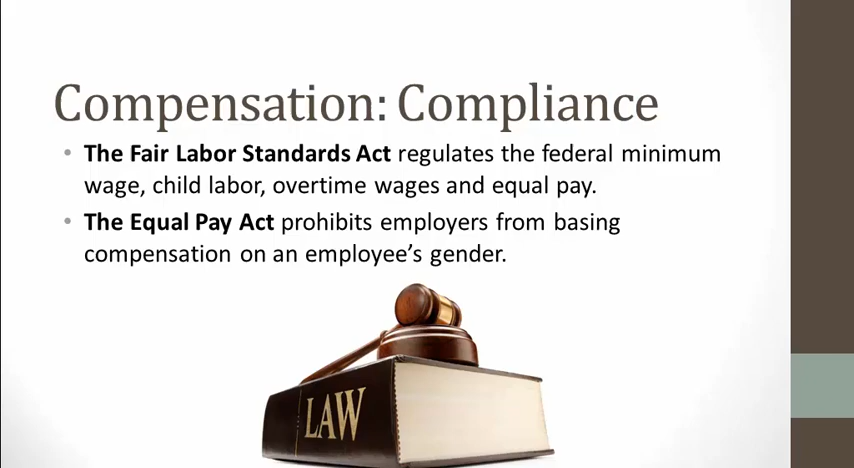 Compensation: Compliance
• The Fair Labor Standards Act regulates the federal minimum
wage, child labor, overtime wages and equal pay.
• The Equal Pay Act prohibits employers from basing
compensation on an employee’s gender.
LAW